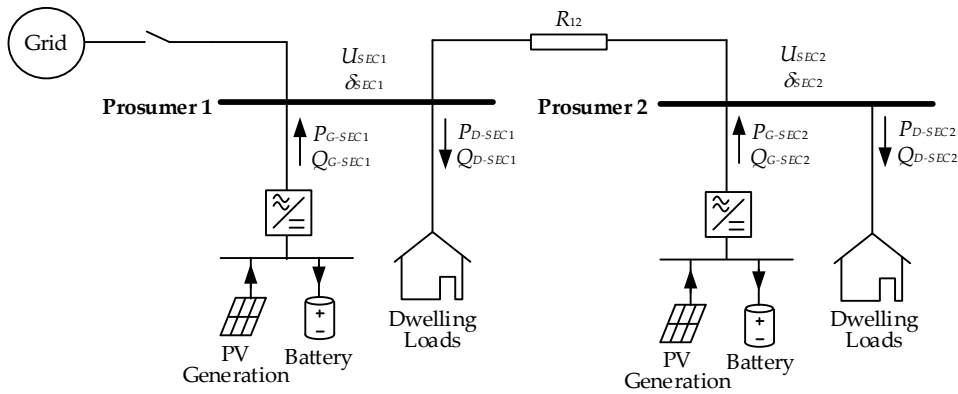 Grid
R12
USEC1
δSEC1
USEC2
δSEC2
Prosumer 1
Prosumer 2
PG-SEC1
QG-SEC1
PD-SEC1
QD-SEC1
PG-SEC2
QG-SEC2
PD-SEC2
QD-SEC2
+
−
+
−
PV
Generation
Battery
Dwelling
Loads
PV
Generation
Battery
Dwelling
Loads